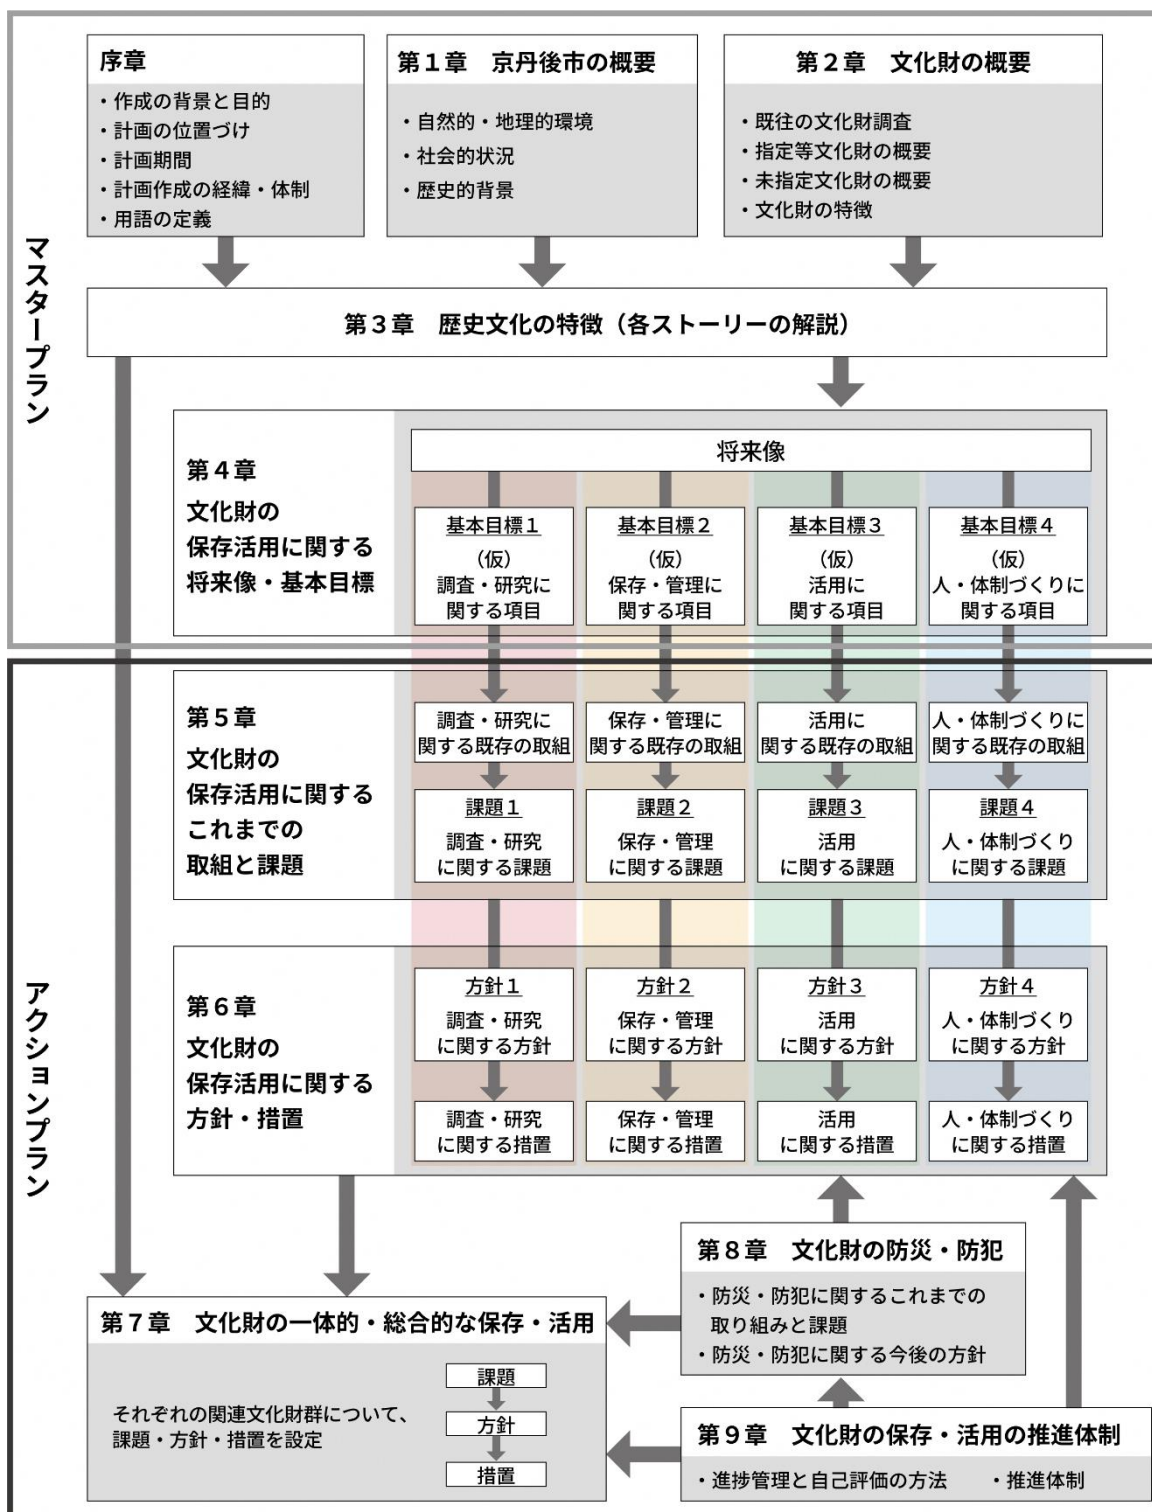 マスタープラン
序章
・作成の背景と目的
・計画の位置づけ
・計画期間
・計画作成の経緯・体制
・用語の定義
第１章　京丹後市の概要
・自然的・地理的環境
・社会的状況
・歴史的背景
第２章　文化財の概要
・既往の文化財調査
・指定等文化財の概要
・未指定文化財の概要
・文化財の特徴
第３章　歴史文化の特徴（各ストーリーの解説）
第４章
文化財の
保存活用に関する
将来像・基本目標
将来像
基本目標１
（仮）
調査・研究に
関する項目
基本目標２
（仮）
保存・管理に
関する項目
基本目標３
（仮）
活用に
関する項目
基本目標４
（仮）
人・体制づくりに
関する項目
アクションプラン
第５章
文化財の
保存活用に関する
これまでの
取組と課題
調査・研究に
関する既存の取組
保存・管理に
関する既存の取組
活用に
関する既存の取組
人・体制づくりに
関する既存の取組
課題１
調査・研究
に関する課題
課題２
保存・管理
に関する課題
課題３
活用
に関する課題
課題４
人・体制づくり
に関する課題
第６章
文化財の
保存活用に関する
方針・措置
方針１
調査・研究
に関する方針
方針２
保存・管理
に関する方針
方針３
活用
に関する方針
方針４
人・体制づくり
に関する方針
調査・研究
に関する措置
保存・管理
に関する措置
活用
に関する措置
人・体制づくり
に関する措置
第７章　文化財の一体的・総合的な保存・活用
それぞれの関連文化財群について、
課題・方針・措置を設定
課題
方針
措置
第８章　文化財の防災・防犯
・防災・防犯に関するこれまでの
取り組みと課題
・防災・防犯に関する今後の方針
第９章　文化財の保存・活用の推進体制
・進捗管理と自己評価の方法　・推進体制